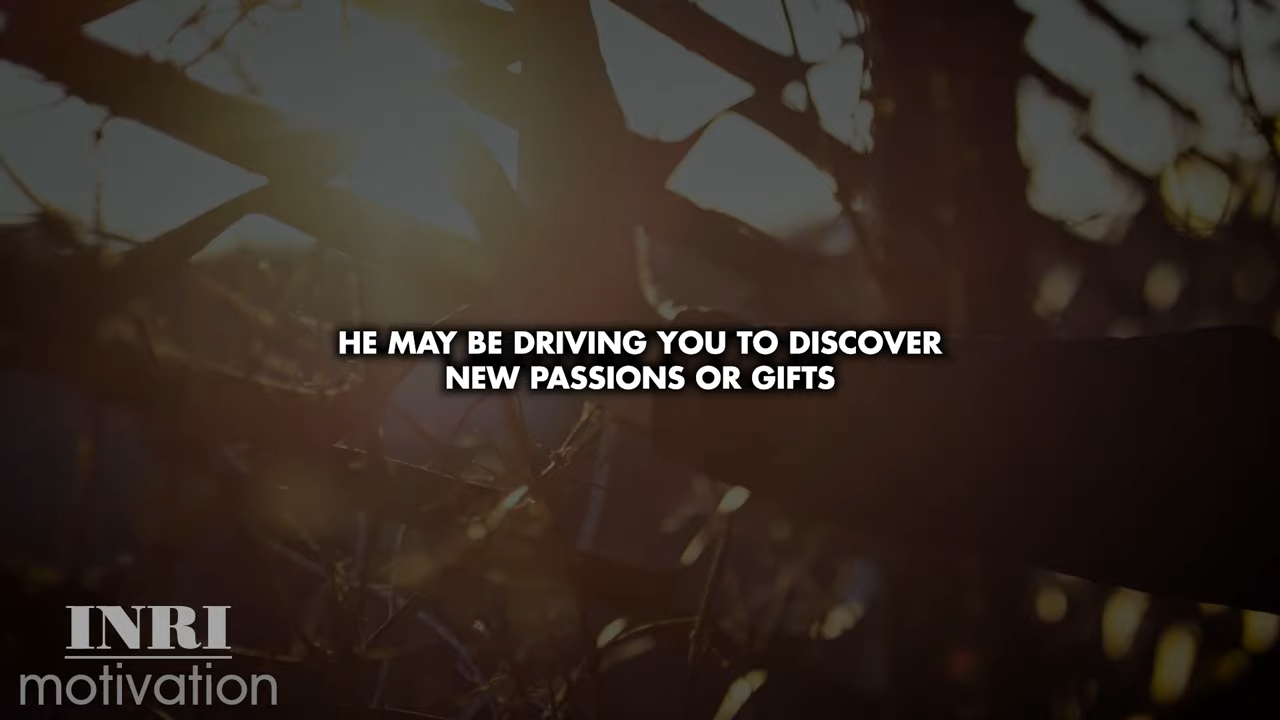 HE MAY BE DRIVING YOU TO DISCOVER
NEW PASSIONS OR GIFTS
INRI
motivation